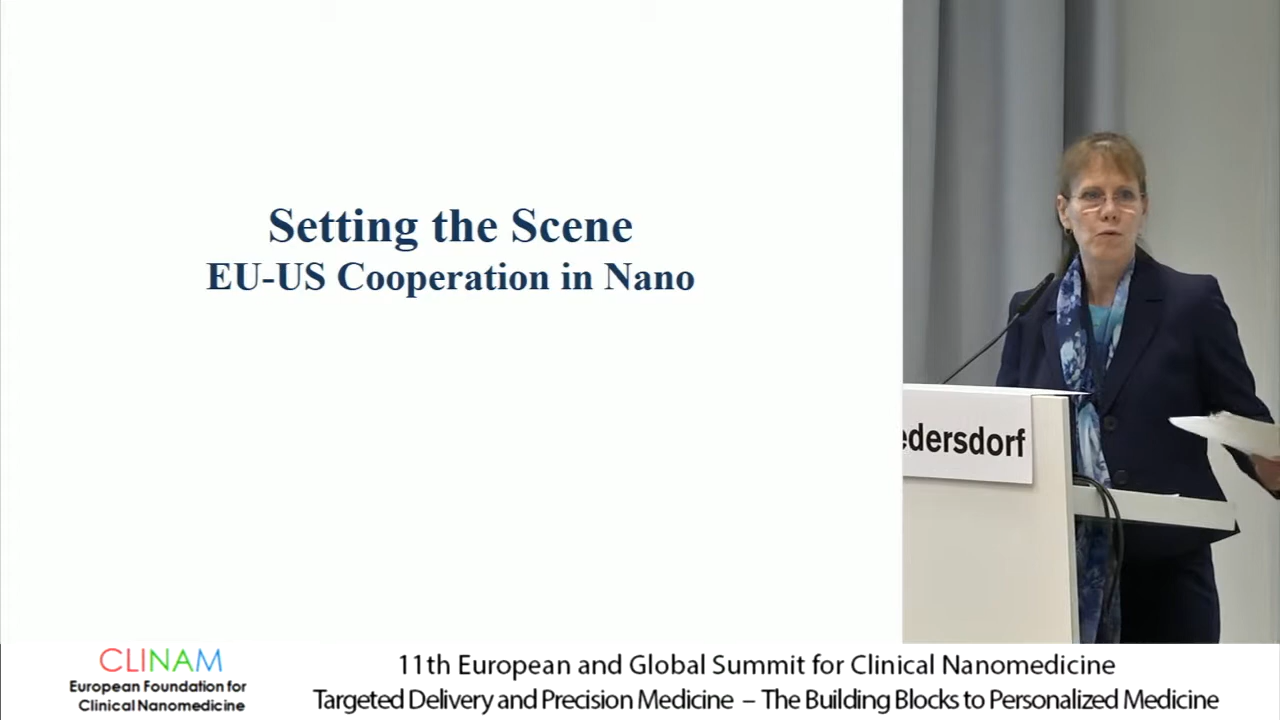 Setting the Scene
EU-US Cooperation in Nano
edersdorf
CLINAM
European Foundation for
Clinical Nanomedicine
11th European and Global Summit for Clinical Nanomedicine
Targeted Delivery and Precision Medicine – The Building Blocks to Personalized Medicine